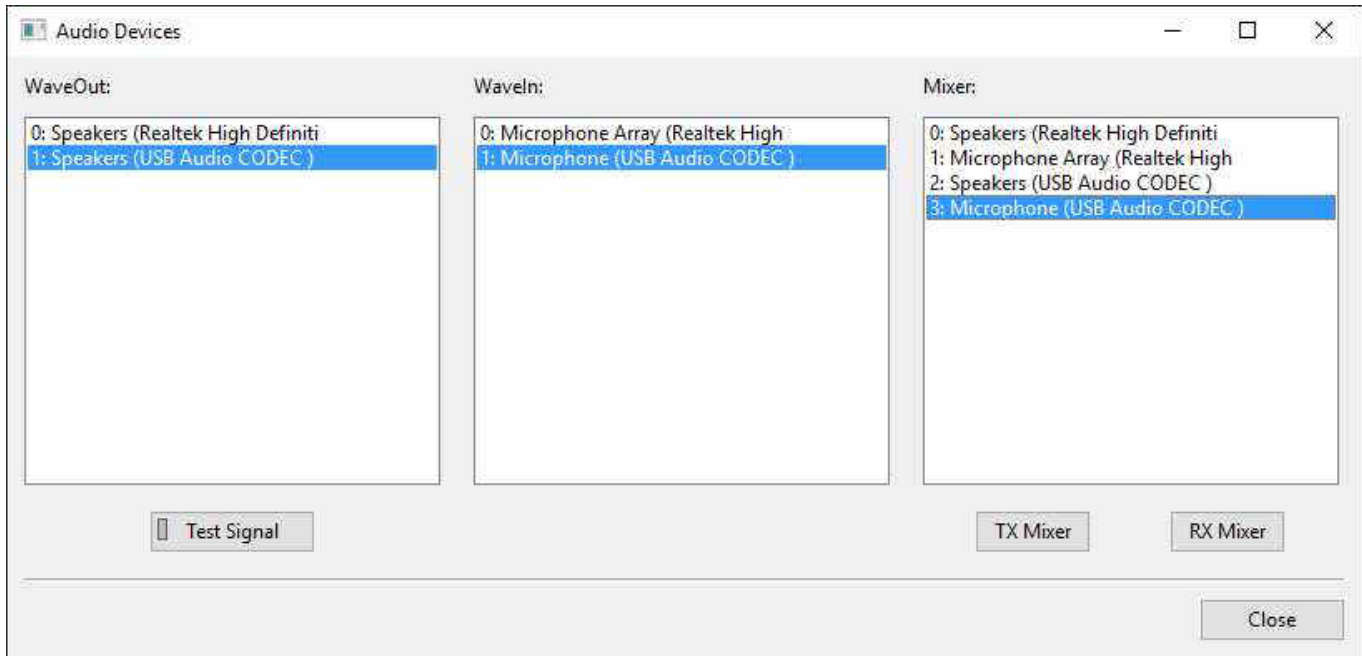 Audio Devices
WaveOut:
WaveIn:
Mixer:
0: Speakers (Realtek High Definiti
1: Speakers (USB Audio CODEC )
0: Microphone Array (Realtek High
1: Microphone (USB Audio CODEC )
0: Speakers (Realtek High Definiti
1: Microphone Array (Realtek High
2: Speakers (USB Audio CODEC )
3: Microphone (USB Audio CODEC )
Test Signal
TX Mixer
RX Mixer
Close